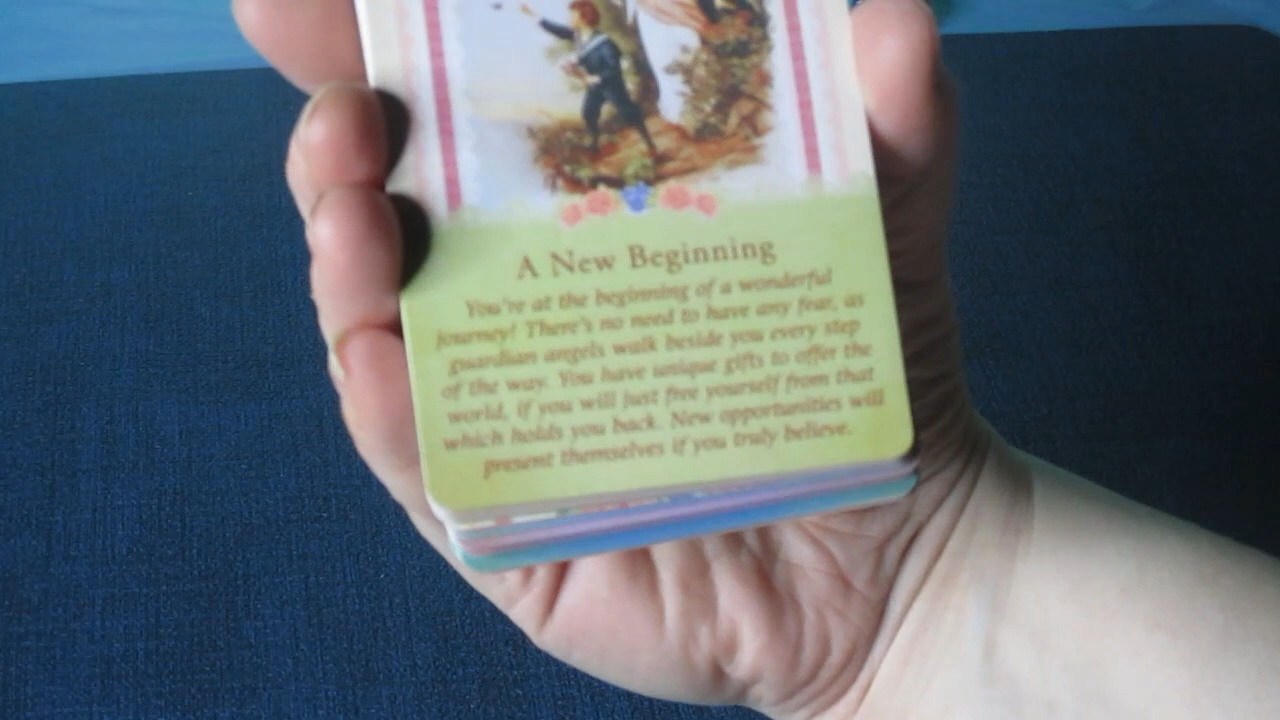 A New Beginning
You're at the beginning of a wonderful
journey! There's no need to have any fear, as
guardian angels walk beside you every step
of the way. You have unique gifts to offer the
world, if you will just free yourself from that
which holds you back. New opportunities will
present themselves if you truly believe.